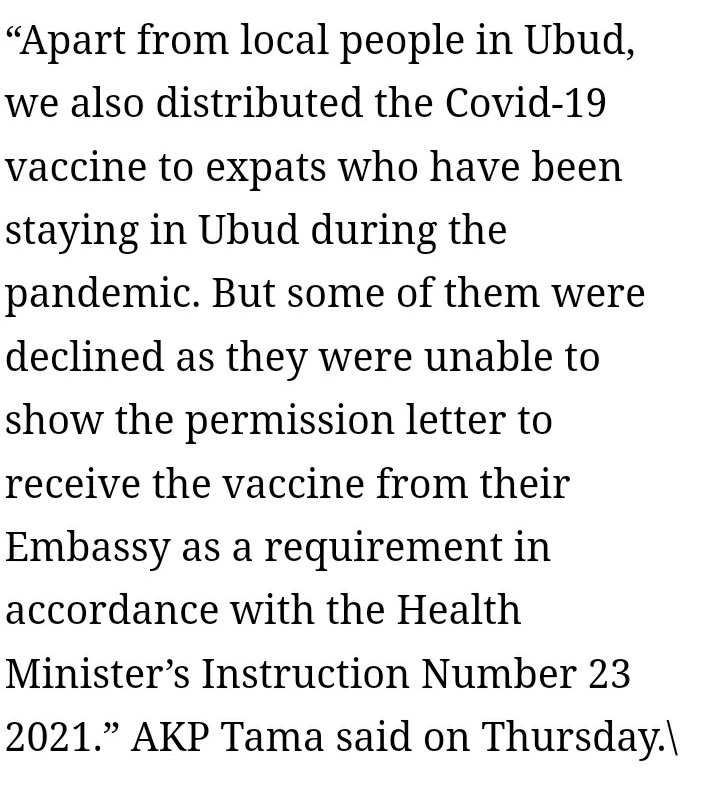 “Apart from local people in Ubud,
we also distributed the Covid-19
vaccine to expats who have been
staying in Ubud during the
pandemic. But some of them were
declined as they were unable to
show the permission letter to
receive the vaccine from their
Embassy as a requirement in
accordance with the Health
Minister’s Instruction Number 23
2021.” AKP Tama said on Thursday.\